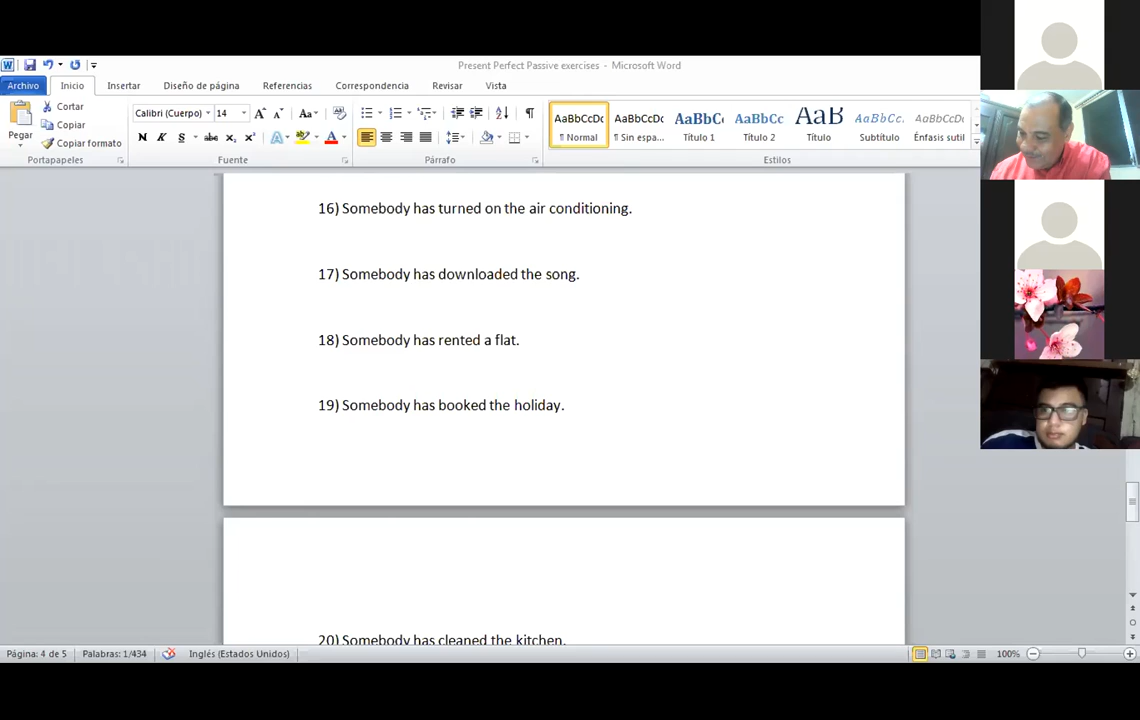 Present Perfect Passive exercises - Microsoft Word
Archivo Inicio Insertar Diseño de página Referencias Correspondencia Revisar Vista
Pegar
Cortar
Copiar
Copiar formato
Portapapeles
Calibri (Cuerpo) 14
Fuente
Párrafo
AaBbCcDc AaBbCcDc AaBbC AaBbCc AaB AaBbCc. AaBbCcDc
¶ Normal ¶ Sin espa... Título 1 Título 2 Título Subtítulo Énfasis sutil
Estilos
16) Somebody has turned on the air conditioning.
17) Somebody has downloaded the song.
18) Somebody has rented a flat.
19) Somebody has booked the holiday.
20) Somebody has cleaned the kitchen.
Página: 4 de 5 Palabras: 1/434 Inglés (Estados Unidos) 100%